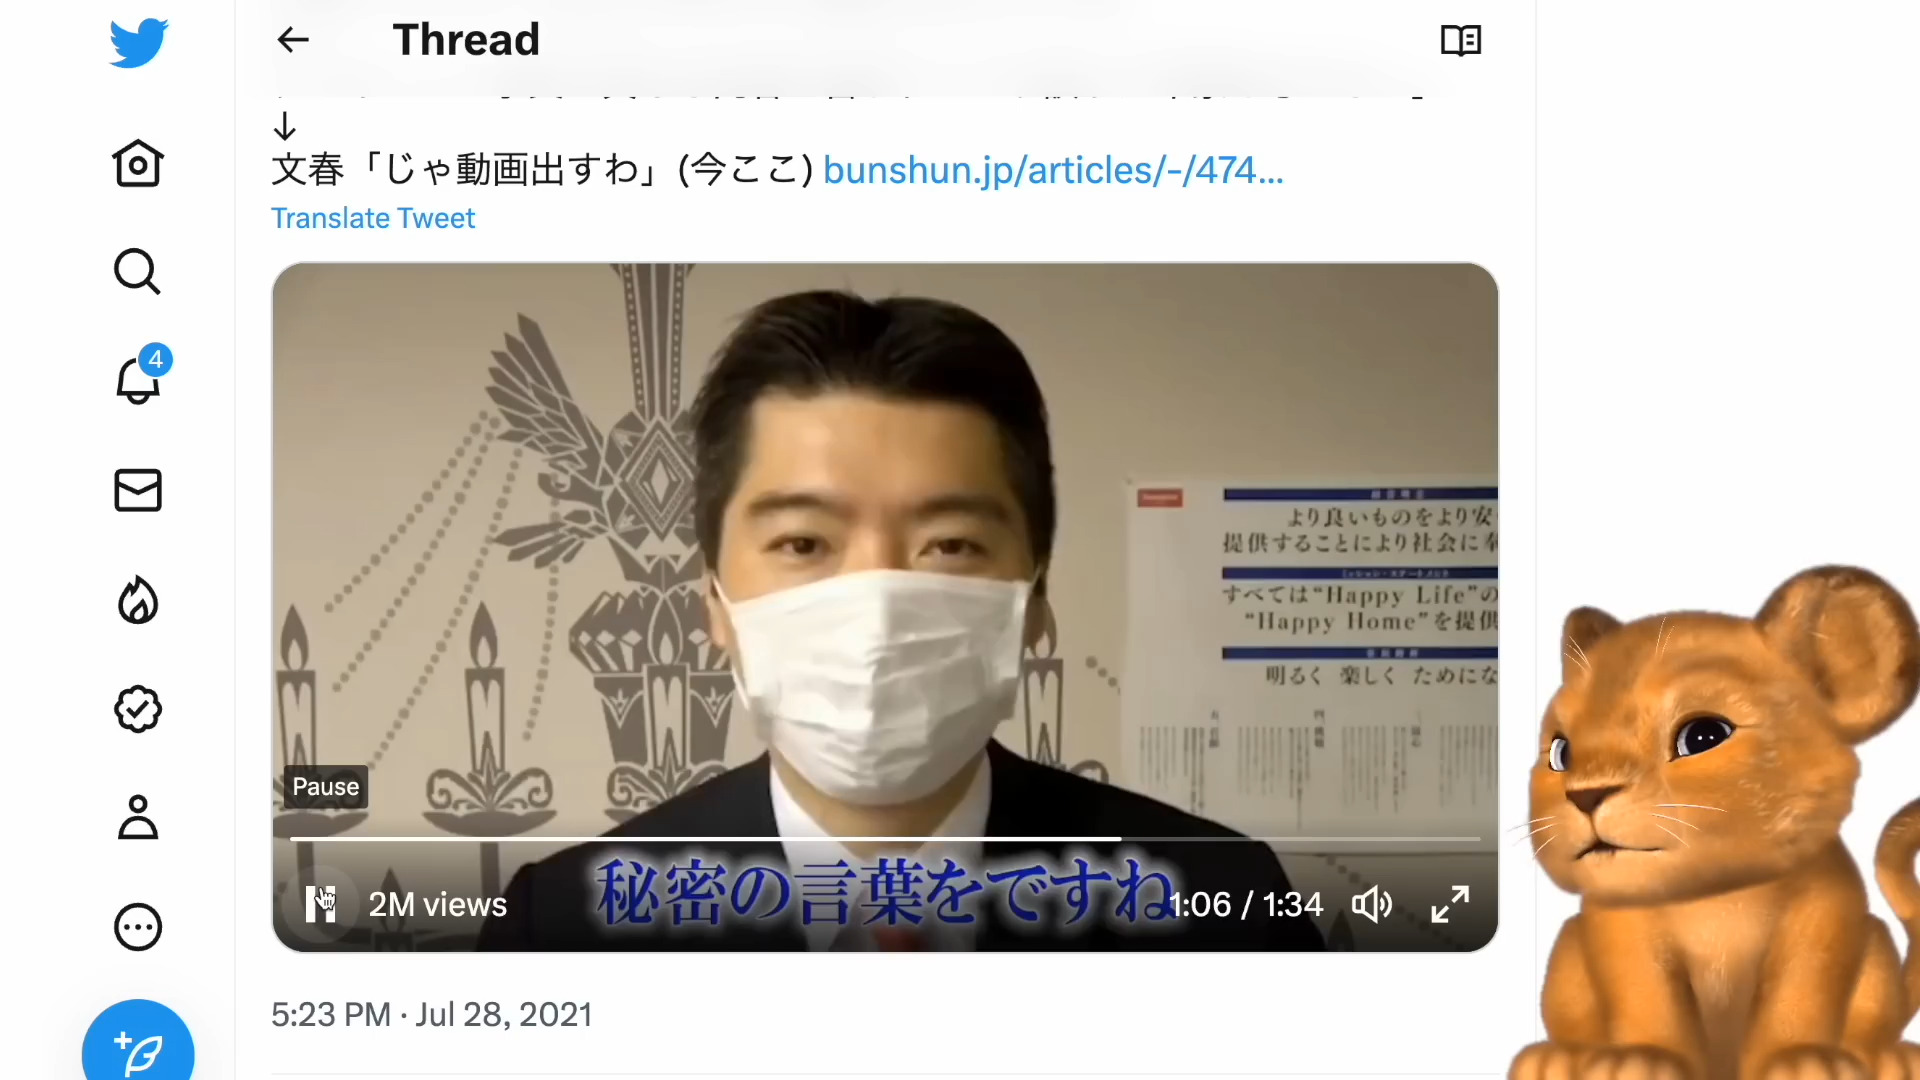 Thread
↓
文春「じゃ動画出すわ」(今ここ) bunshun.jp/articles/-/474...
Translate Tweet
4
より良いものをより安
提供することにより社会に奉
すべては“Happy Life”の
“Happy Home”を提供
明るく 楽しく ためにな
Pause
秘密の言葉をですね
2M views
1:06 / 1:34
5:23 PM · Jul 28, 2021